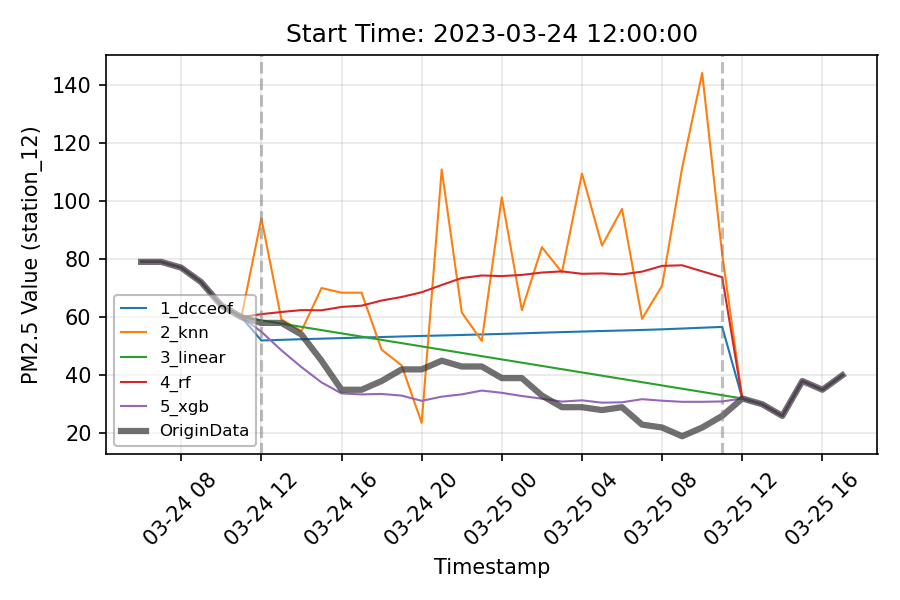 Start Time: 2023-03-24 12:00:00
PM2.5 Value (station_12)
140
120
100
80
60
40
20
1_dcceof
2_knn
3_linear
4_rf
5_xgb
OriginData
03-24 08
03-24 12
03-24 16
03-24 20
03-25 00
03-25 04
03-25 08
03-25 12
03-25 16
Timestamp